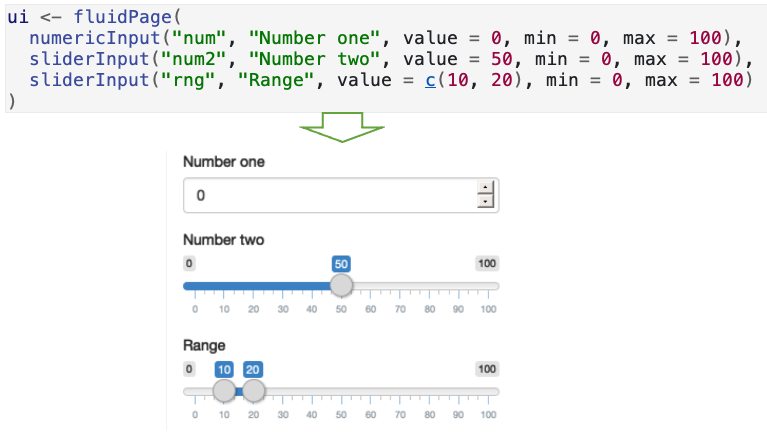 ui <- fluidPage(
  numericInput("num", "Number one", value = 0, min = 0, max = 100),
  sliderInput("num2", "Number two", value = 50, min = 0, max = 100),
  sliderInput("rng", "Range", value = c(10, 20), min = 0, max = 100)
)
Number one
0
Number two
0 50 100
0 10 20 30 40 50 60 70 80 90 100
Range
0 10 20 100
0 10 20 30 40 50 60 70 80 90 100